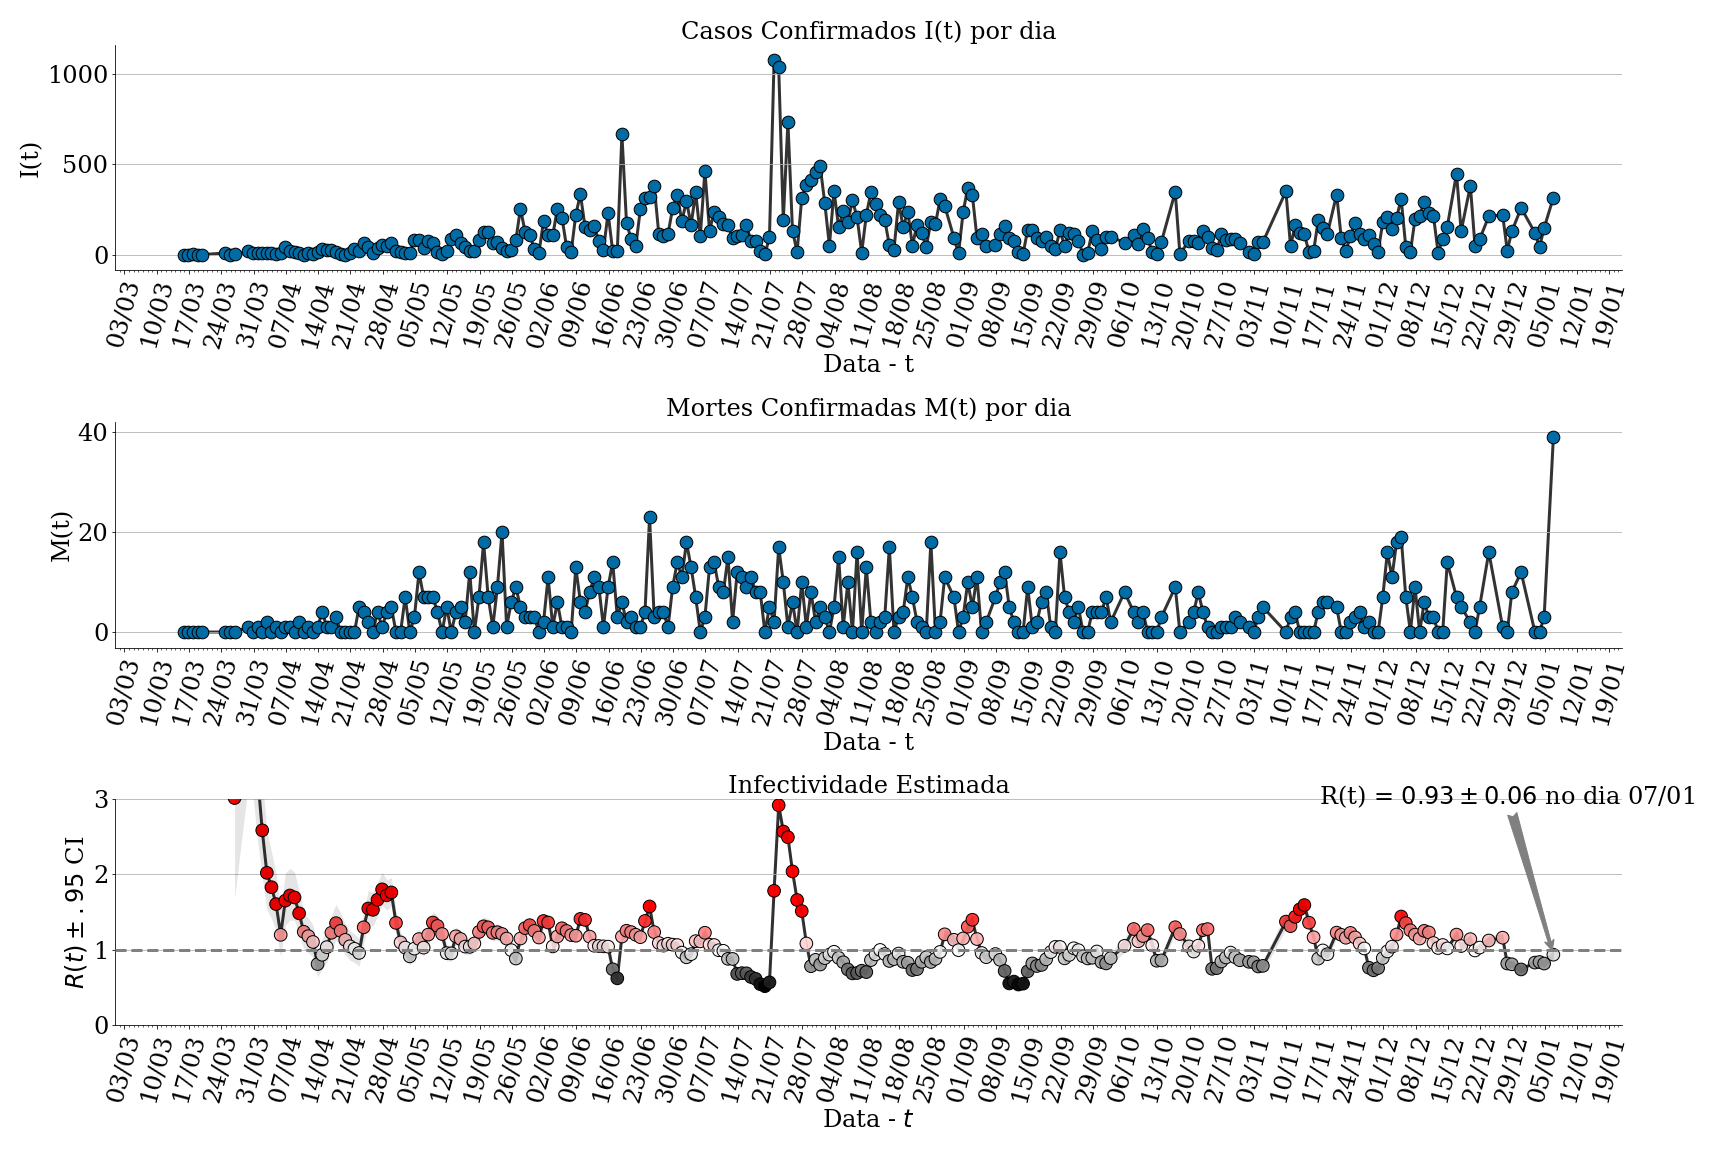 Casos Confirmados I(t) por dia
I(t)
1000
500
0
03/03 10/03 17/03 24/03 31/03 07/04 14/04 21/04 28/04 05/05 12/05 19/05 26/05 02/06 09/06 16/06 23/06 30/06 07/07 14/07 21/07 28/07 04/08 11/08 18/08 25/08 01/09 08/09 15/09 22/09 29/09 06/10 13/10 20/10 27/10 03/11 10/11 17/11 24/11 01/12 08/12 15/12 22/12 29/12 05/01 12/01 19/01
Data - t
Mortes Confirmadas M(t) por dia
M(t)
40
20
0
03/03 10/03 17/03 24/03 31/03 07/04 14/04 21/04 28/04 05/05 12/05 19/05 26/05 02/06 09/06 16/06 23/06 30/06 07/07 14/07 21/07 28/07 04/08 11/08 18/08 25/08 01/09 08/09 15/09 22/09 29/09 06/10 13/10 20/10 27/10 03/11 10/11 17/11 24/11 01/12 08/12 15/12 22/12 29/12 05/01 12/01 19/01
Data - t
Infectividade Estimada
R(t) = 0.93 ± 0.06 no dia 07/01
R(t) ± .95 CI
3
2
1
0
03/03 10/03 17/03 24/03 31/03 07/04 14/04 21/04 28/04 05/05 12/05 19/05 26/05 02/06 09/06 16/06 23/06 30/06 07/07 14/07 21/07 28/07 04/08 11/08 18/08 25/08 01/09 08/09 15/09 22/09 29/09 06/10 13/10 20/10 27/10 03/11 10/11 17/11 24/11 01/12 08/12 15/12 22/12 29/12 05/01 12/01 19/01
Data - t